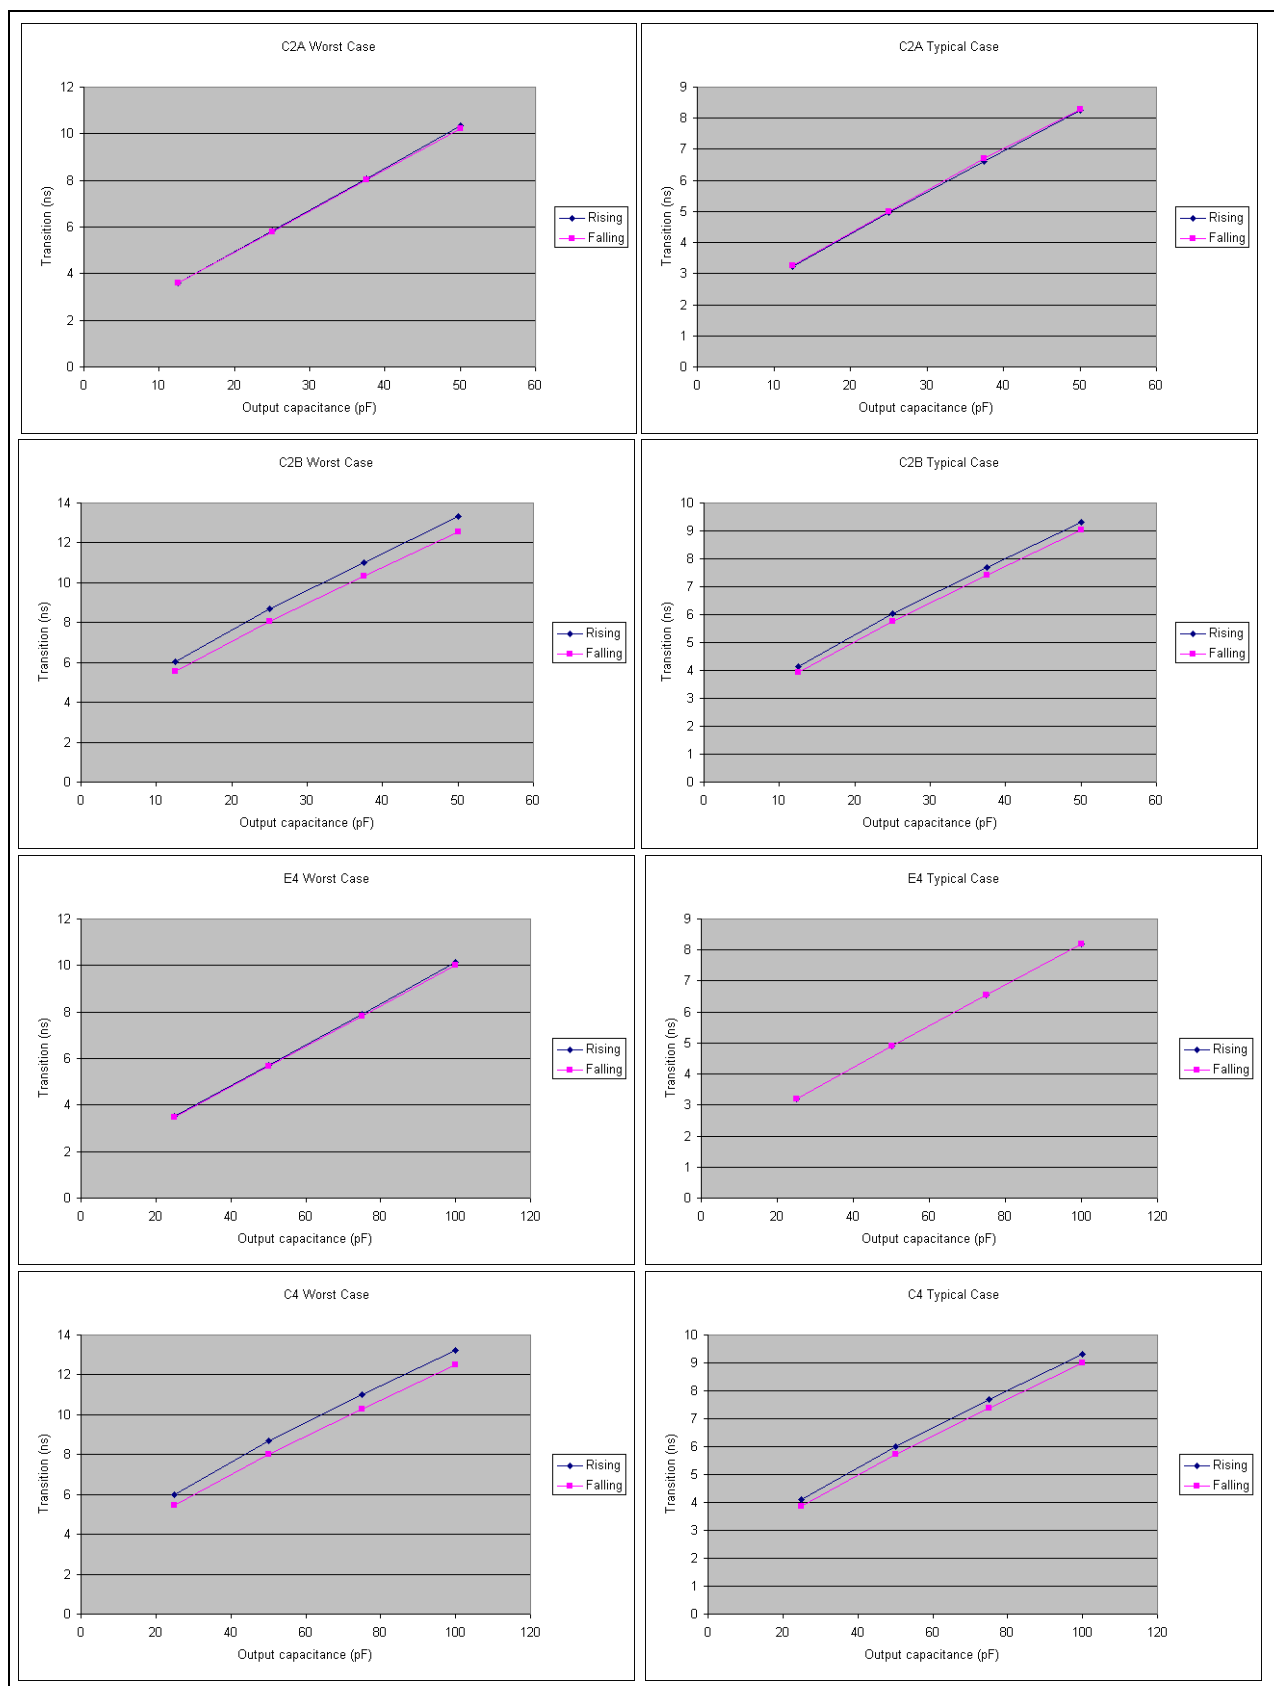 C2A Worst Case
12
10
8
6
4
2
0
Transition (ns)
0 10 20 30 40 50 60
Output capacitance (pF)
Rising
Falling
C2A Typical Case
9
8
7
6
5
4
3
2
1
0
Transition (ns)
0 10 20 30 40 50 60
Output capacitance (pF)
Rising
Falling
C2B Worst Case
14
12
10
8
6
4
2
0
Transition (ns)
0 10 20 30 40 50 60
Output capacitance (pF)
Rising
Falling
C2B Typical Case
10
9
8
7
6
5
4
3
2
1
0
Transition (ns)
0 10 20 30 40 50 60
Output capacitance (pF)
Rising
Falling
E4 Worst Case
12
10
8
6
4
2
0
Transition (ns)
0 20 40 60 80 100 120
Output capacitance (pF)
Rising
Falling
E4 Typical Case
9
8
7
6
5
4
3
2
1
0
Transition (ns)
0 20 40 60 80 100 120
Output capacitance (pF)
Rising
Falling
C4 Worst Case
14
12
10
8
6
4
2
0
Transition (ns)
0 20 40 60 80 100 120
Output capacitance (pF)
Rising
Falling
C4 Typical Case
10
9
8
7
6
5
4
3
2
1
0
Transition (ns)
0 20 40 60 80 100 120
Output capacitance (pF)
Rising
Falling